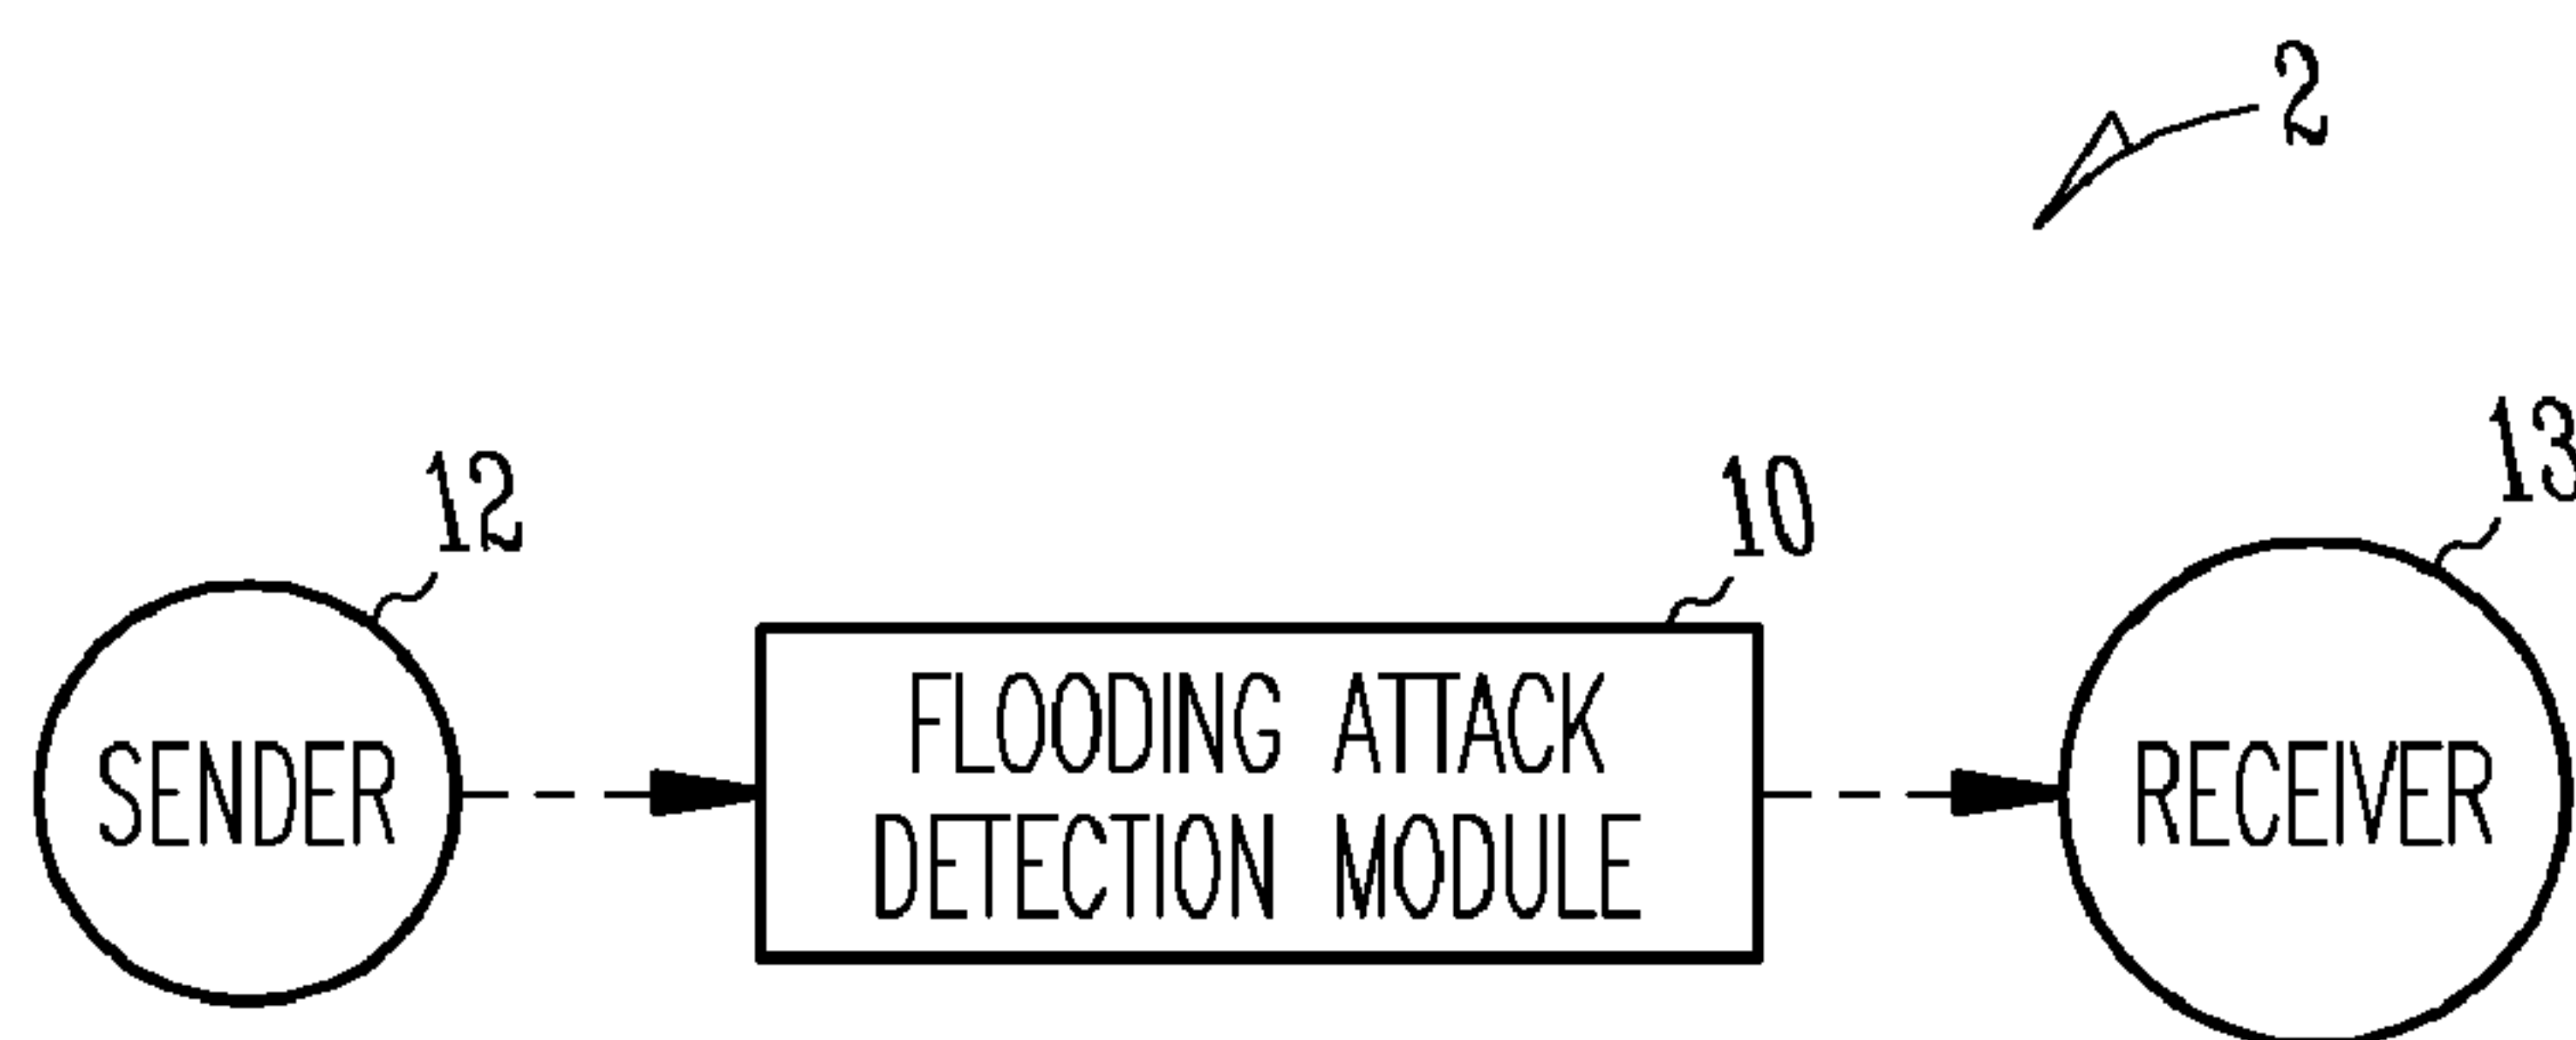 2
12
10
13
SENDER
FLOODING ATTACK
DETECTION MODULE
RECEIVER